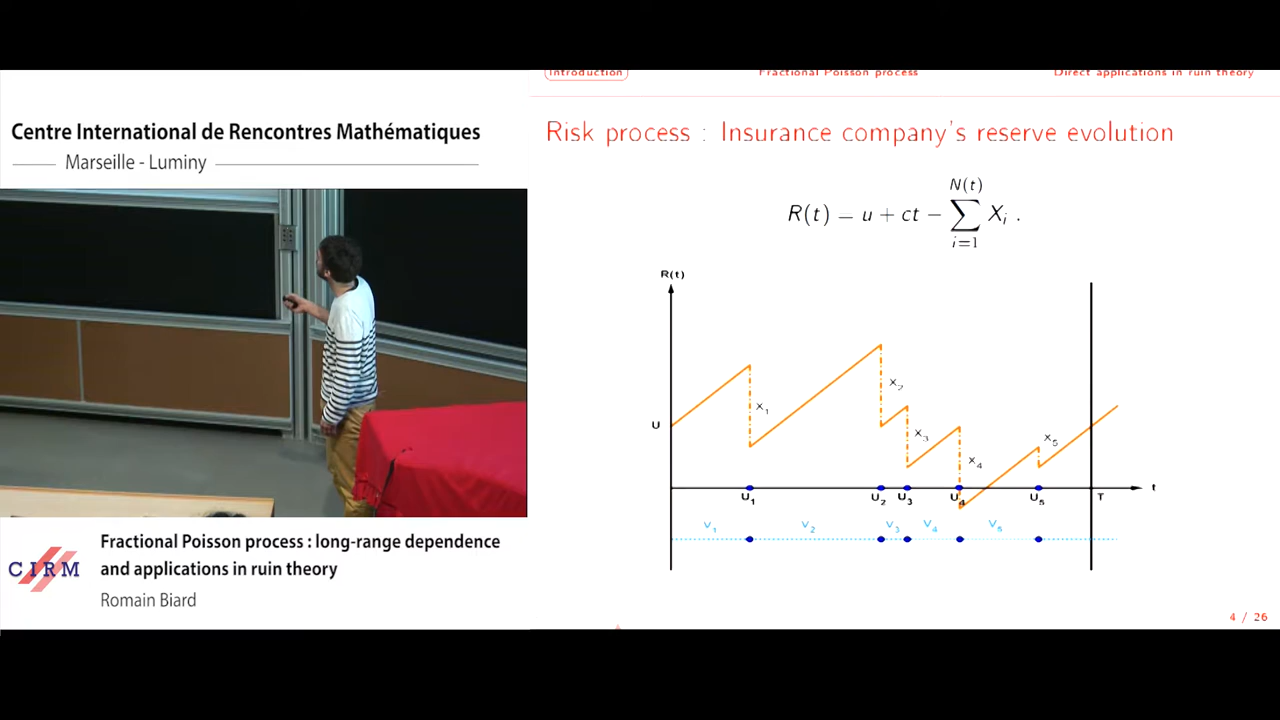 Centre International de Rencontres Mathématiques
Marseille - Luminy
CIRM
Fractional Poisson process : long-range dependence
and applications in ruin theory
Romain Biard
Introduction Fractional Poisson process Direct applications in ruin theory
Risk process : Insurance company's reserve evolution
R(t) = u + ct − ∑_{i=1}^{N(t)} X_i .
R(t)
U
X₁
X₂
X₃
X₄
X₅
U₁ U₂ U₃ U₄ U₅ T t
V₁ V₂ V₃ V₄ V₅
4 / 26